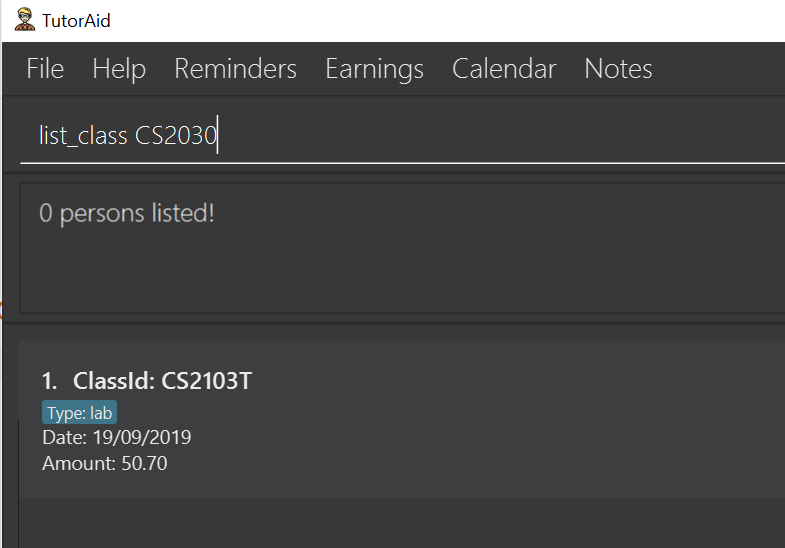 TutorAid
File Help Reminders Earnings Calendar Notes
list_class CS2030
0 persons listed!
1. ClassId: CS2103T
Type: lab
Date: 19/09/2019
Amount: 50.70